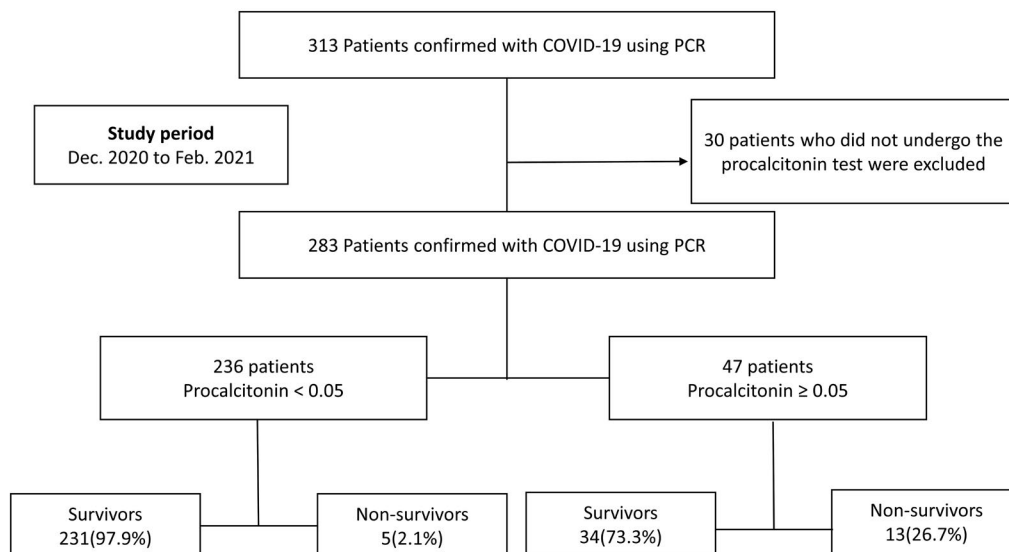 313 Patients confirmed with COVID-19 using PCR
Study period
Dec. 2020 to Feb. 2021
30 patients who did not undergo the
procalcitonin test were excluded
283 Patients confirmed with COVID-19 using PCR
236 patients
Procalcitonin < 0.05
47 patients
Procalcitonin ≥ 0.05
Survivors
231(97.9%)
Non-survivors
5(2.1%)
Survivors
34(73.3%)
Non-survivors
13(26.7%)